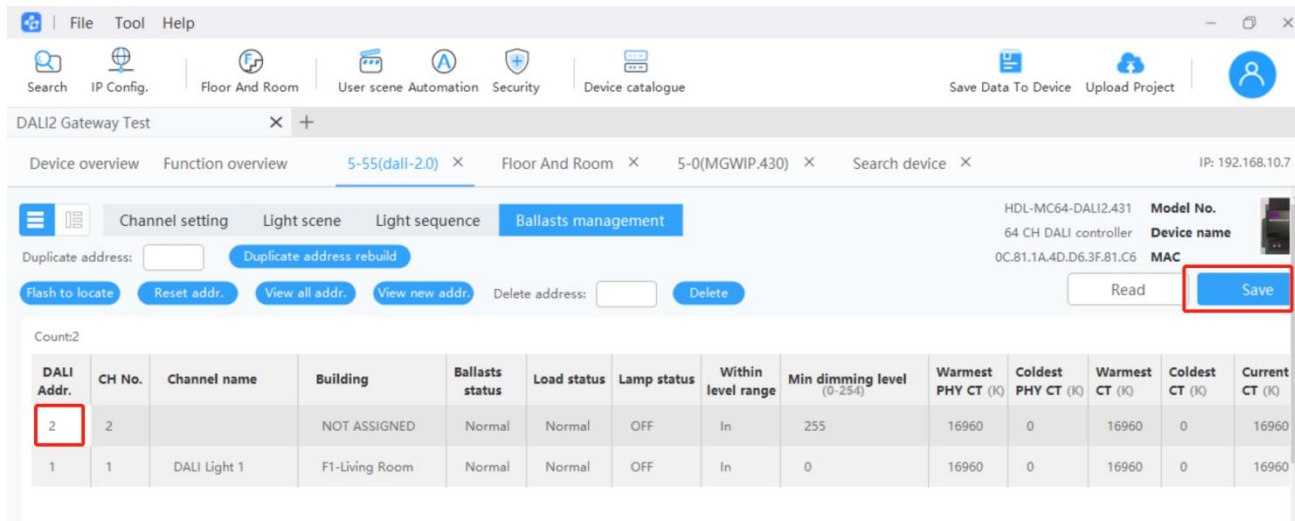 File Tool Help
Search IP Config. Floor And Room User scene Automation Security Device catalogue Save Data To Device Upload Project
DALI2 Gateway Test
Device overview Function overview 5-55(dali-2.0) Floor And Room 5-0(MGWIP.430) Search device IP: 192.168.10.7
Channel setting Light scene Light sequence Ballasts management
HDL-MC64-DALI2.431 Model No.
64 CH DALI controller Device name
0C.81.1A.4D.D6.3F.81.C6 MAC
Duplicate address: Duplicate address rebuild
Flash to locate Reset addr. View all addr. View new addr. Delete address: Delete Read Save
Count:2
DALI Addr. CH No. Channel name Building Ballasts status Load status Lamp status Within level range Min dimming level (0-254) Warmest PHY CT (K) Coldest PHY CT (K) Warmest CT (K) Coldest CT (K) Current CT (K)
2 2 NOT ASSIGNED Normal Normal OFF In 255 16960 0 16960 0 16960
1 1 DALI Light 1 F1-Living Room Normal Normal OFF In 0 16960 0 16960 0 16960